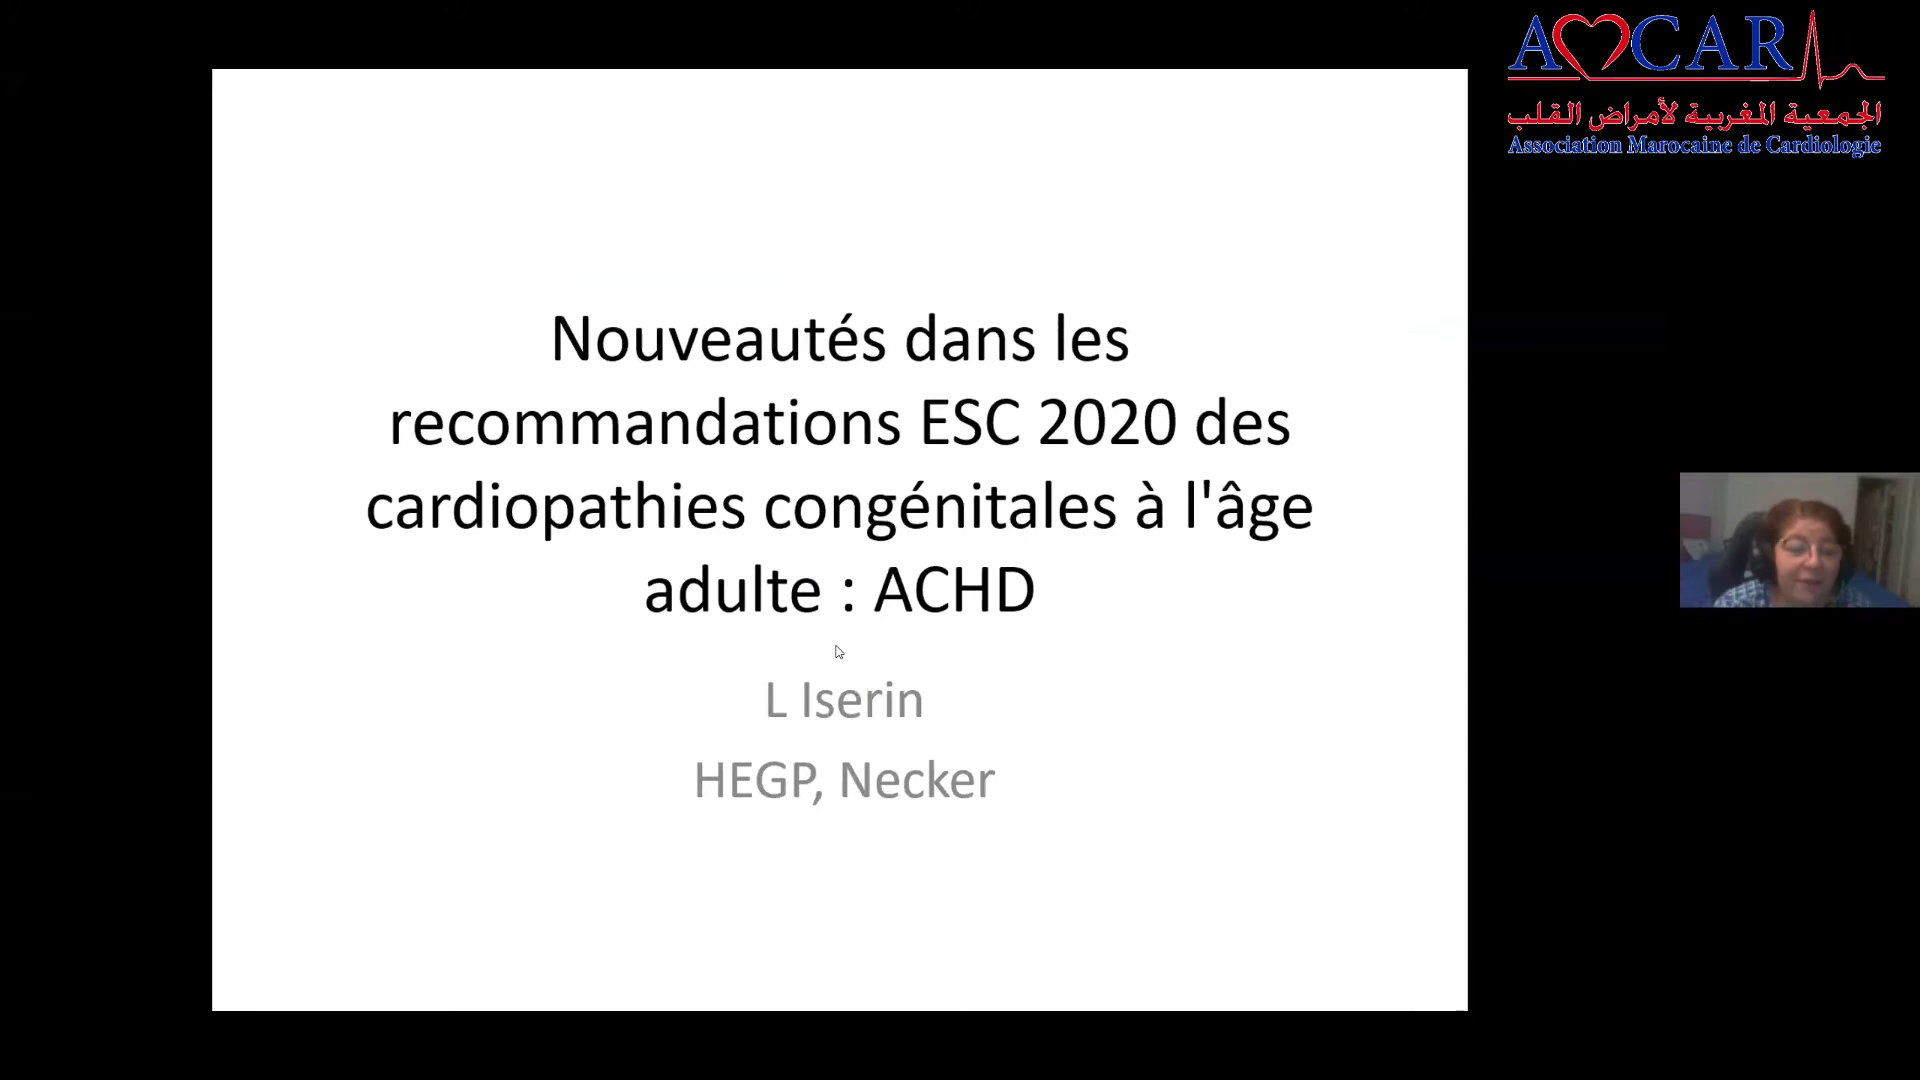 AMCAR
الجمعية المغربية لأمراض القلب
Association Marocaine de Cardiologie
Nouveautés dans les
recommandations ESC 2020 des
cardiopathies congénitales à l'âge
adulte : ACHD
L Iserin
HEGP, Necker